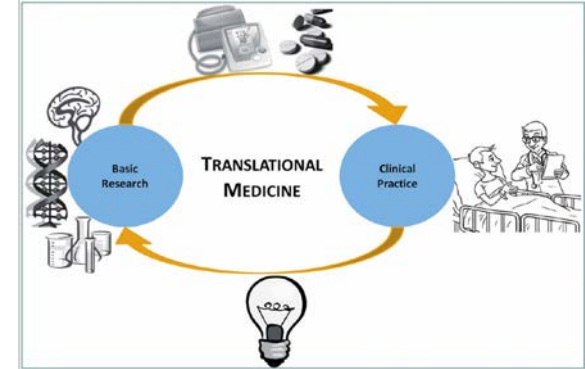 Basic
Research
TRANSLATIONAL
MEDICINE
Clinical
Practice